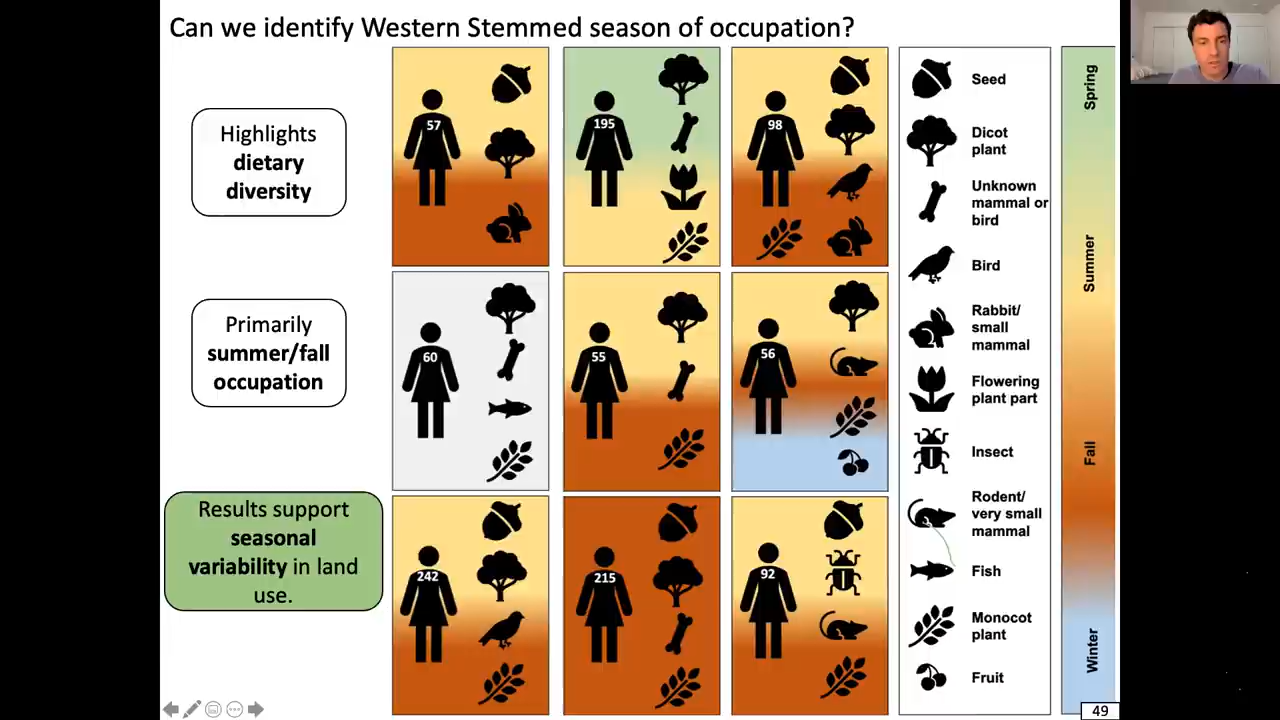 Can we identify Western Stemmed season of occupation?
Highlights
dietary
diversity
Primarily
summer/fall
occupation
Results support
seasonal
variability in land
use.
57
195
98
60
55
56
242
215
92
Seed
Dicot
plant
Unknown
mammal or
bird
Bird
Rabbit/
small
mammal
Flowering
plant part
Insect
Rodent/
very small
mammal
Fish
Monocot
plant
Fruit
Spring
Summer
Fall
Winter
49